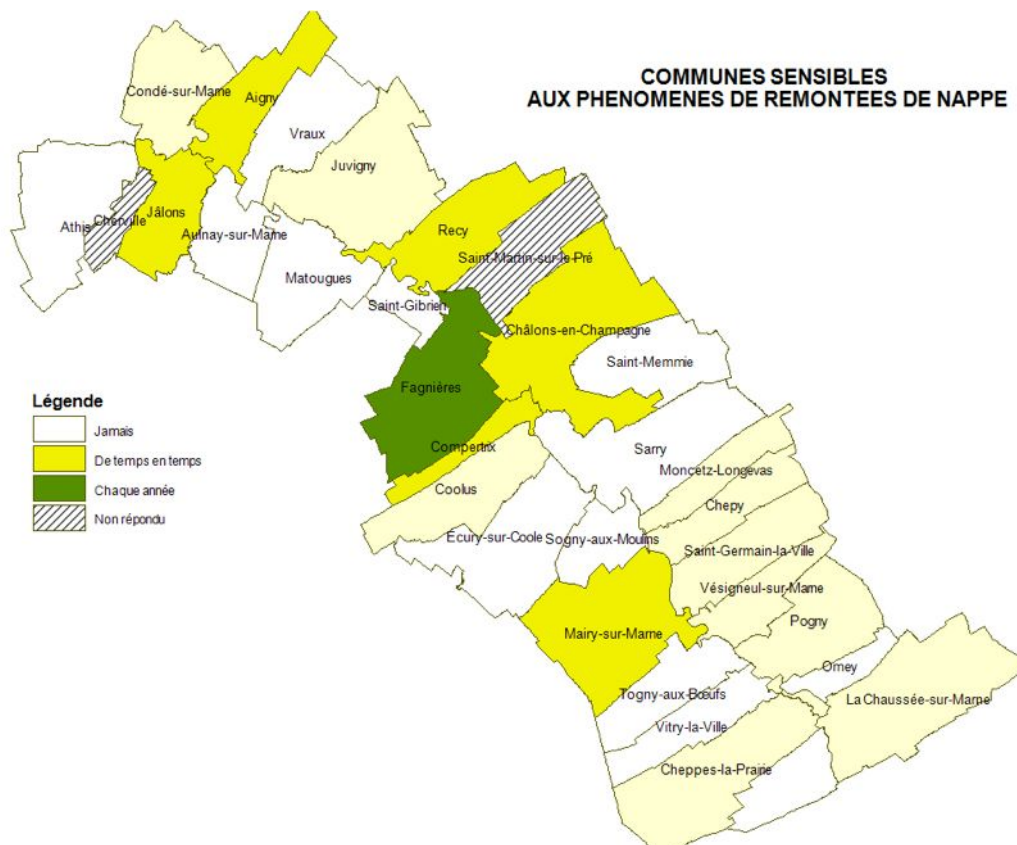 COMMUNES SENSIBLES
AUX PHENOMENES DE REMONTEES DE NAPPE
Condé-sur-Marne
Aigny
Vraux
Juvigny
Athis
Cherville
Jâlons
Aulnay-sur-Marne
Matougues
Recy
Saint-Martin-sur-le-Pré
Saint-Gibrien
Châlons-en-Champagne
Saint-Memmie
Fagnières
Compertrix
Coolus
Sarry
Moncetz-Longevas
Chepy
Écury-sur-Coole
Sogny-aux-Moulins
Saint-Germain-la-Ville
Vésigneul-sur-Marne
Pogny
Mairy-sur-Marne
Omey
La Chaussée-sur-Marne
Togny-aux-Bœufs
Vitry-la-Ville
Cheppes-la-Prairie
Légende
Jamais
De temps en temps
Chaque année
Non répondu